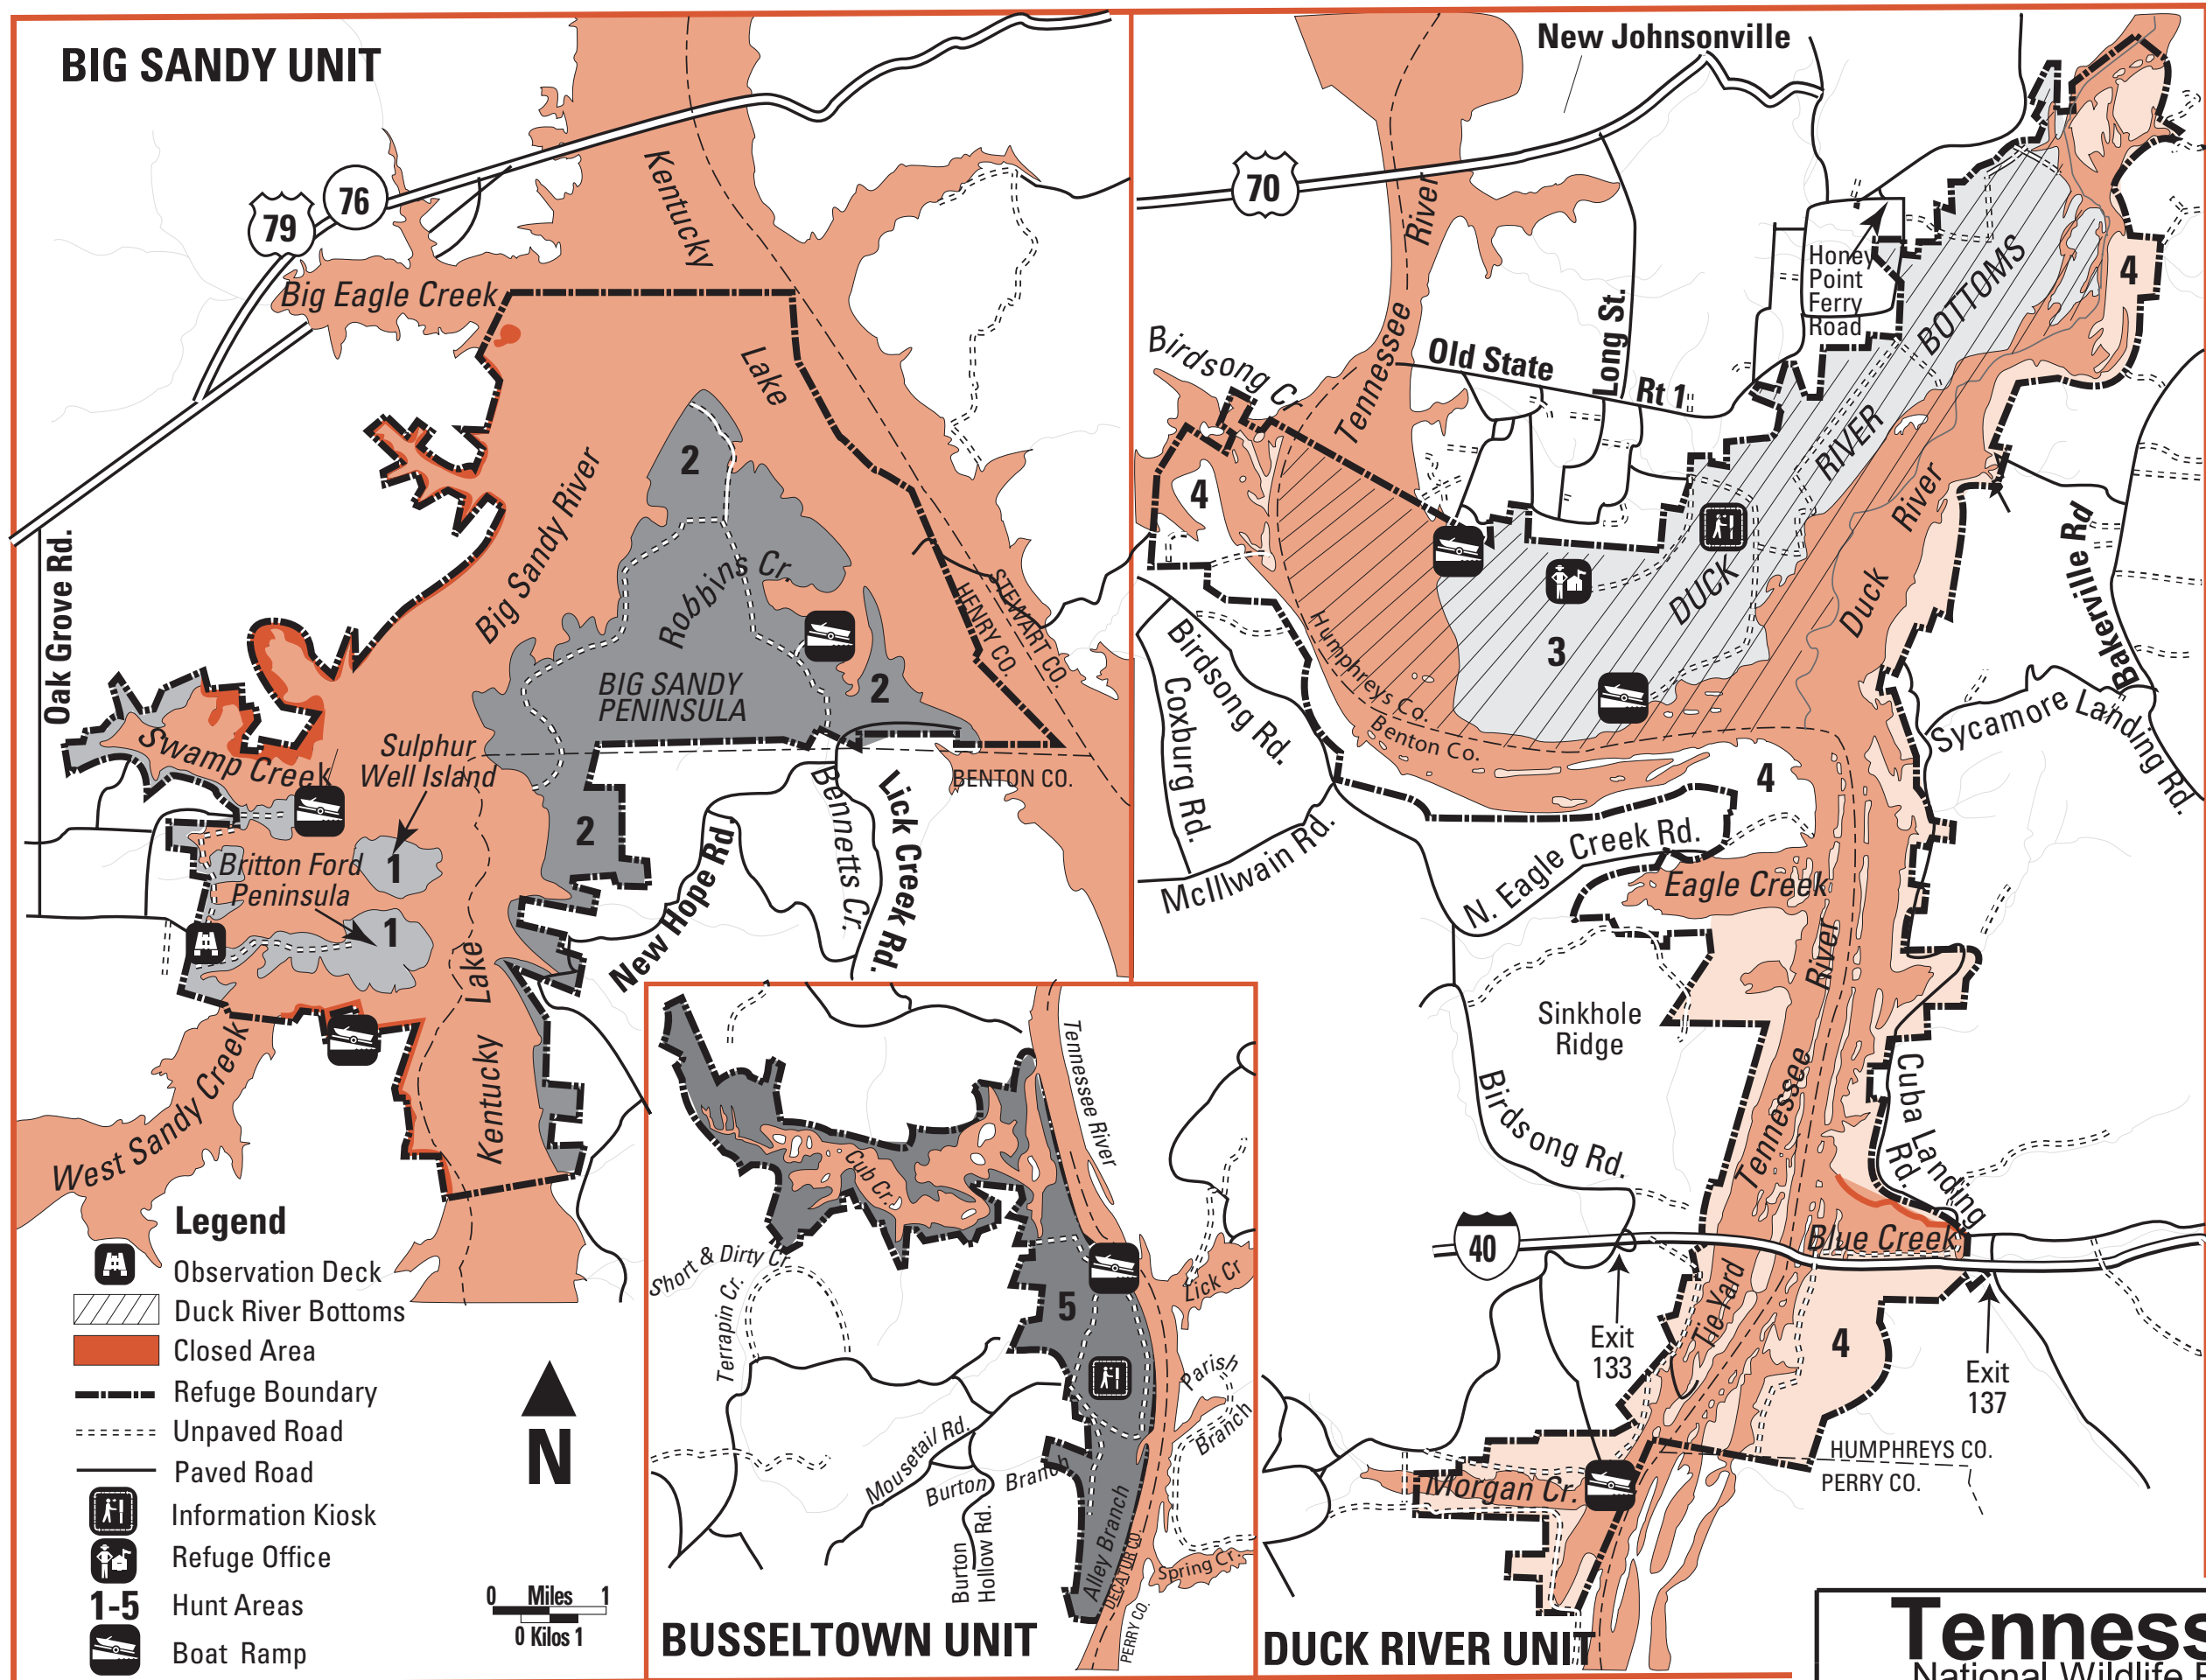 BIG SANDY UNIT
79
76
Big Eagle Creek
Kentucky
Lake
Big Sandy River
2
Robbins Cr.
BIG SANDY
PENINSULA
2
HENRY CO.
STEWART CO.
Oak Grove Rd.
Swamp Creek
Sulphur
Well Island
BENTON CO.
Britton Ford
Peninsula
1
1
2
New Hope Rd.
Bennetts Cr.
Lick Creek Rd.
Lake
Kentucky
West Sandy Creek
Legend
Observation Deck
Duck River Bottoms
Closed Area
Refuge Boundary
Unpaved Road
Paved Road
Information Kiosk
Refuge Office
1-5 Hunt Areas
Boat Ramp
N
0 Miles 1
0 Kilos 1
Tennessee River
Cub Cr.
Short & Dirty Cr.
Terrapin Cr.
Lick Cr
5
Parish
Branch
Mousetail Rd.
Burton Branch
Burton
Hollow Rd.
Alley Branch
DECATUR CO.
PERRY CO.
Spring Cr.
BUSSELTOWN UNIT
New Johnsonville
70
Tennessee River
Birdsong Cr
Old State Rt 1
Long St.
Honey
Point
Ferry
Road
4
DUCK RIVER BOTTOMS
4
Duck River
3
Bakerville Rd
Sycamore Landing Rd.
Humphreys Co.
Benton Co.
Birdsong Rd.
Coxburg Rd.
McIllwain Rd.
4
N. Eagle Creek Rd.
Eagle Creek
Sinkhole
Ridge
Tennessee River
Birdsong Rd.
Cuba Landing
Rd.
40
Blue Creek
Tie Yard
Exit
133
4
Exit
137
HUMPHREYS CO.
PERRY CO.
Morgan Cr.
DUCK RIVER UNIT
Tenness
National Wildlife